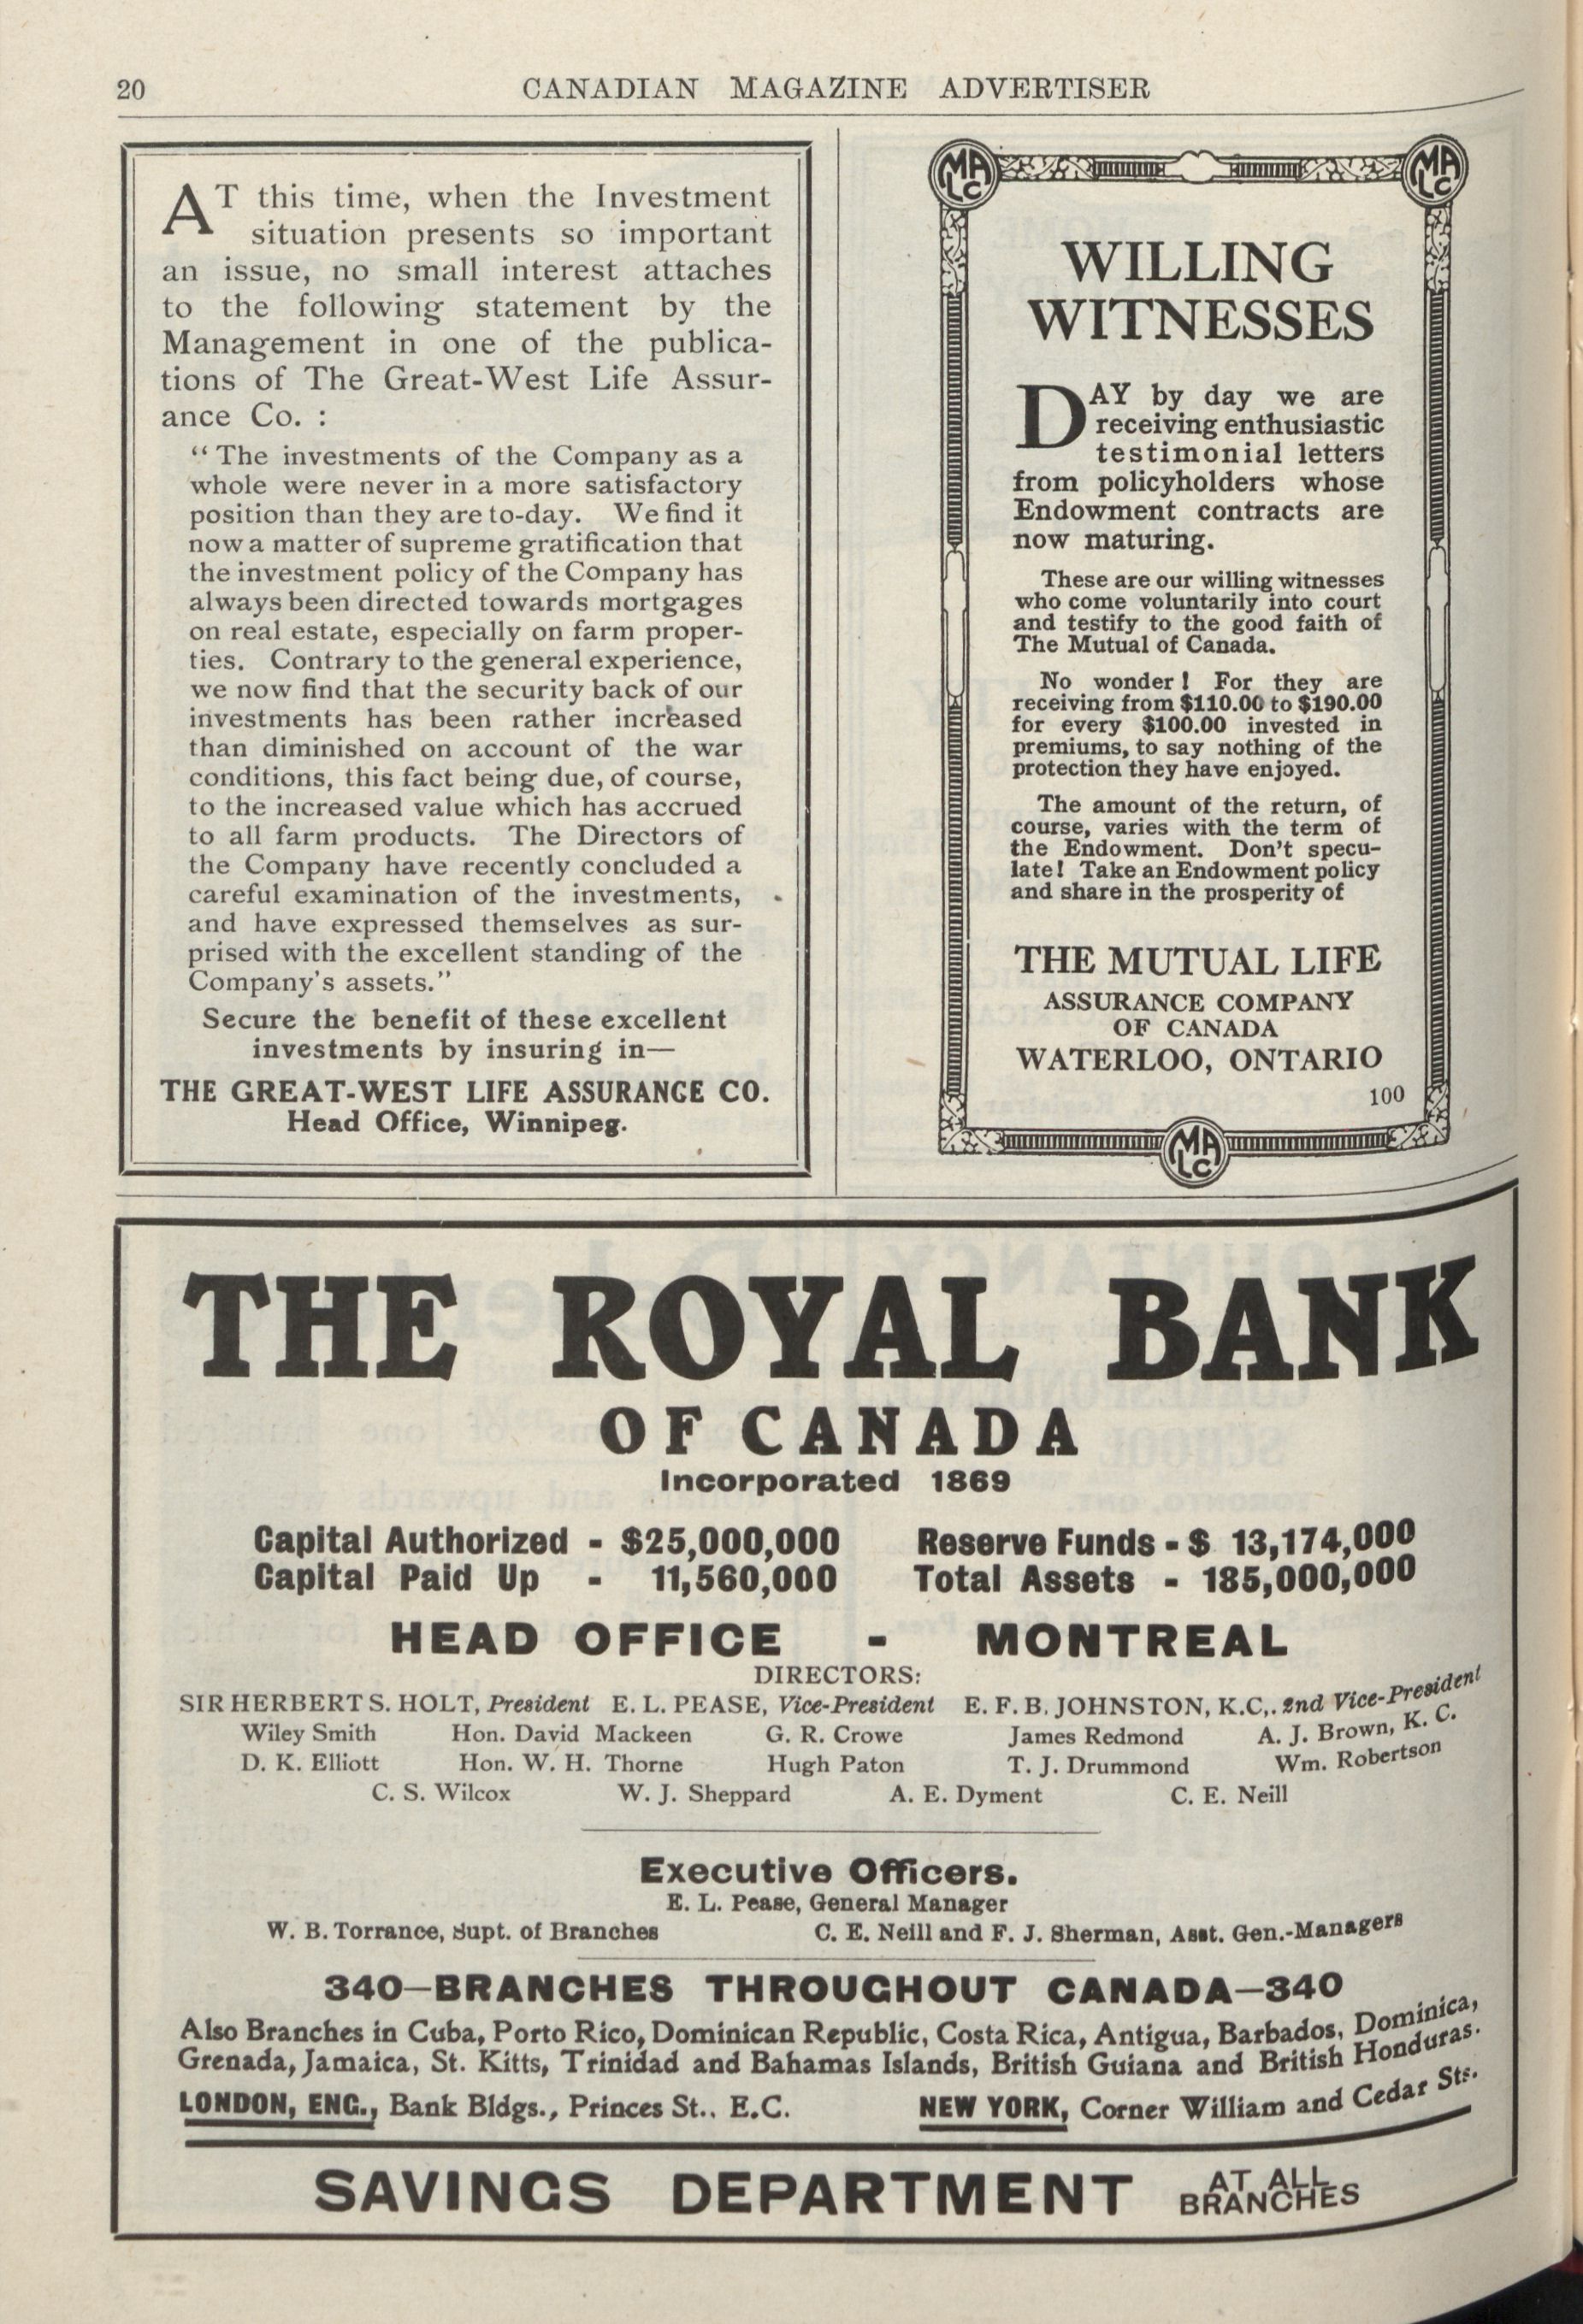 20
CANADIAN MAGAZINE ADVERTISER
AT this time, when the Investment
situation presents so important
an issue, no small interest attaches
to the following statement by the
Management in one of the publica-
tions of The Great-West Life Assur-
ance Co. :
“The investments of the Company as a
whole were never in a more satisfactory
position than they are to-day. We find it
now a matter of supreme gratification that
the investment policy of the Company has
always been directed towards mortgages
on real estate, especially on farm proper-
ties. Contrary to the general experience,
we now find that the security back of our
investments has been rather increased
than diminished on account of the war
conditions, this fact being due, of course,
to the increased value which has accrued
to all farm products. The Directors of
the Company have recently concluded a
careful examination of the investments,
and have expressed themselves as sur-
prised with the excellent standing of the
Company's assets.”
Secure the benefit of these excellent
investments by insuring in—
THE GREAT-WEST LIFE ASSURANCE CO.
Head Office, Winnipeg.
MALC
MALC
WILLING
WITNESSES
DAY by day we are
receiving enthusiastic
testimonial letters
from policyholders whose
Endowment contracts are
now maturing.
These are our willing witnesses
who come voluntarily into court
and testify to the good faith of
The Mutual of Canada.
No wonder! For they are
receiving from $110.00 to $190.00
for every $100.00 invested in
premiums, to say nothing of the
protection they have enjoyed.
The amount of the return, of
course, varies with the term of
the Endowment. Don't specu-
late! Take an Endowment policy
and share in the prosperity of
THE MUTUAL LIFE
ASSURANCE COMPANY
OF CANADA
WATERLOO, ONTARIO
100
MALC
THE ROYAL BANK
OF CANADA
Incorporated 1869
Capital Authorized - $25,000,000 Reserve Funds - $ 13,174,000
Capital Paid Up - 11,560,000 Total Assets - 185,000,000
HEAD OFFICE - MONTREAL
DIRECTORS:
SIR HERBERT S. HOLT, President E. L. PEASE, Vice-President E. F. B. JOHNSTON, K.C,. 2nd Vice-President
Wiley Smith Hon. David Mackeen G. R. Crowe James Redmond A. J. Brown, K. C.
D. K. Elliott Hon. W. H. Thorne Hugh Paton T. J. Drummond Wm. Robertson
C. S. Wilcox W. J. Sheppard A. E. Dyment C. E. Neill
Executive Officers.
E. L. Pease, General Manager
W. B. Torrance, Supt. of Branches C. E. Neill and F. J. Sherman, Asst. Gen.-Managers
340—BRANCHES THROUGHOUT CANADA—340
Also Branches in Cuba, Porto Rico, Dominican Republic, Costa Rica, Antigua, Barbados, Dominica,
Grenada, Jamaica, St. Kitts, Trinidad and Bahamas Islands, British Guiana and British Honduras.
LONDON, ENG., Bank Bldgs., Princes St., E.C. NEW YORK, Corner William and Cedar Sts.
SAVINGS DEPARTMENT AT ALL
BRANCHES